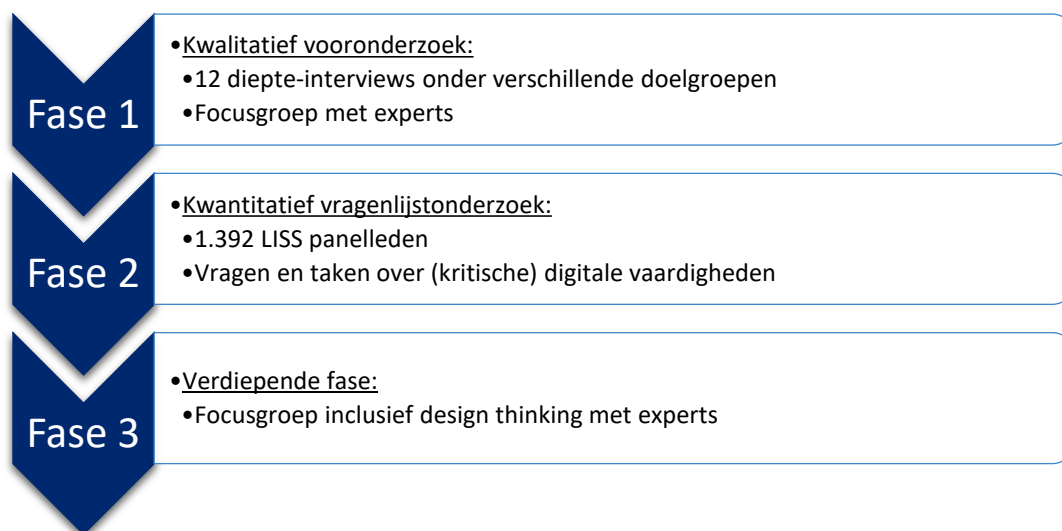 Fase 1
•Kwalitatief vooronderzoek:
•12 diepte-interviews onder verschillende doelgroepen
•Focusgroep met experts
Fase 2
•Kwantitatief vragenlijstonderzoek:
•1.392 LISS panelleden
•Vragen en taken over (kritische) digitale vaardigheden
Fase 3
•Verdiepende fase:
•Focusgroep inclusief design thinking met experts